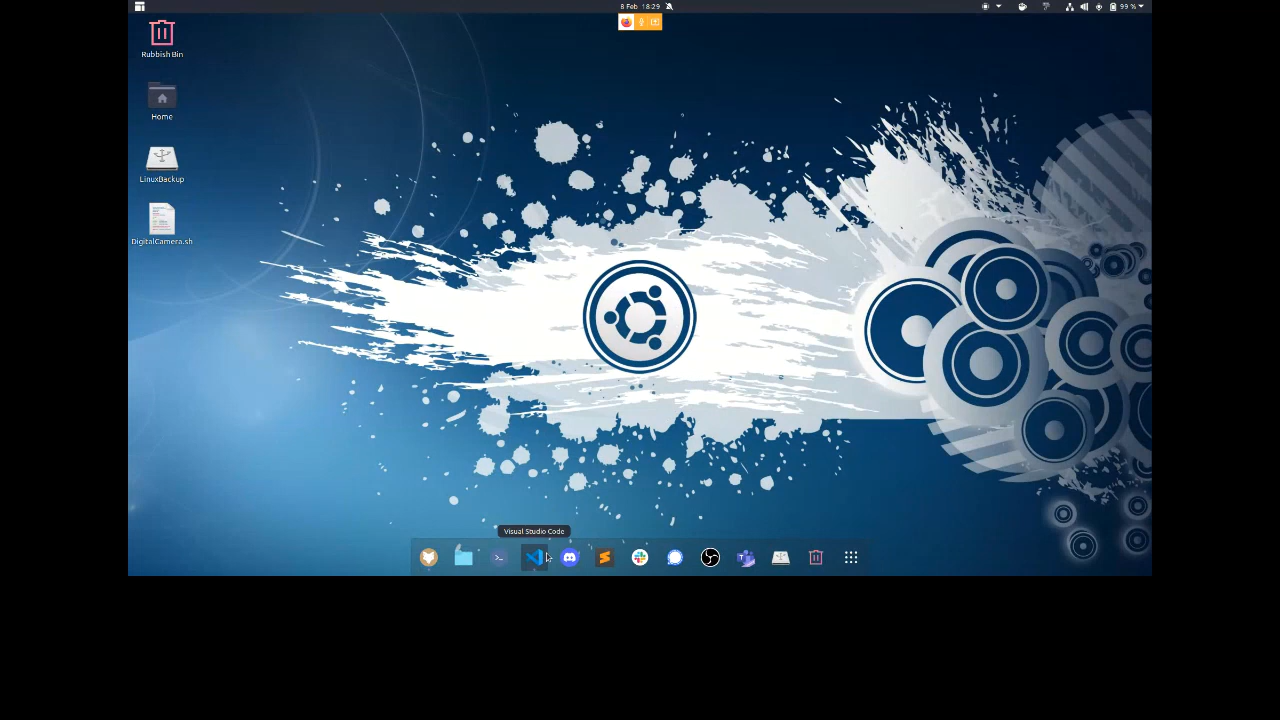 8 Feb 18:29
99 %
Rubbish Bin
Home
LinuxBackup
DigitalCamera.sh
Visual Studio Code